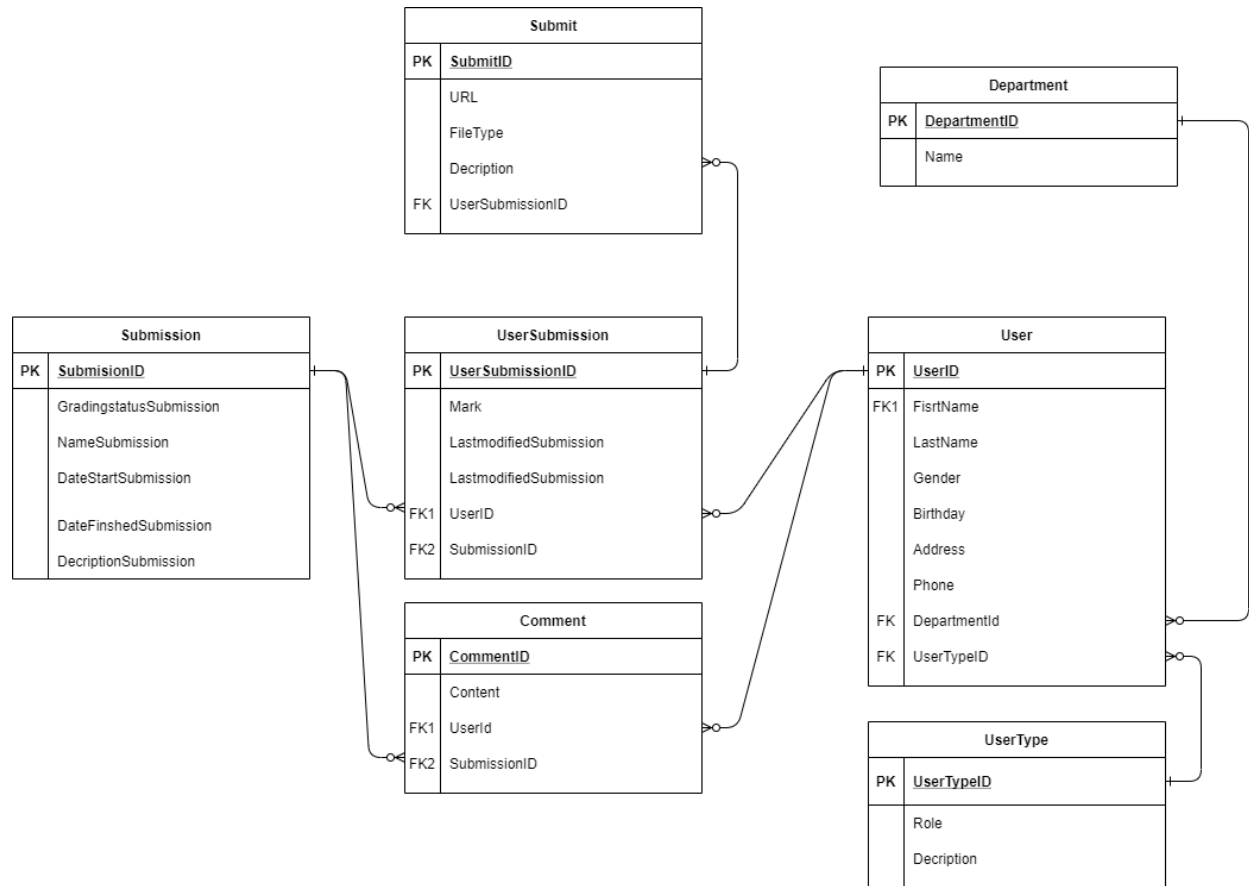 Submit
PK SubmitID
URL
FileType
Decription
FK UserSubmissionID
Department
PK DepartmentID
Name
Submission
PK SubmisionID
GradingstatusSubmission
NameSubmission
DateStartSubmission
DateFinshedSubmission
DecriptionSubmission
UserSubmission
PK UserSubmissionID
Mark
LastmodifiedSubmission
LastmodifiedSubmission
FK1 UserID
FK2 SubmissionID
User
PK UserID
FK1 FisrtName
LastName
Gender
Birthday
Address
Phone
FK DepartmentId
FK UserTypeID
Comment
PK CommentID
Content
FK1 UserId
FK2 SubmissionID
UserType
PK UserTypeID
Role
Decription